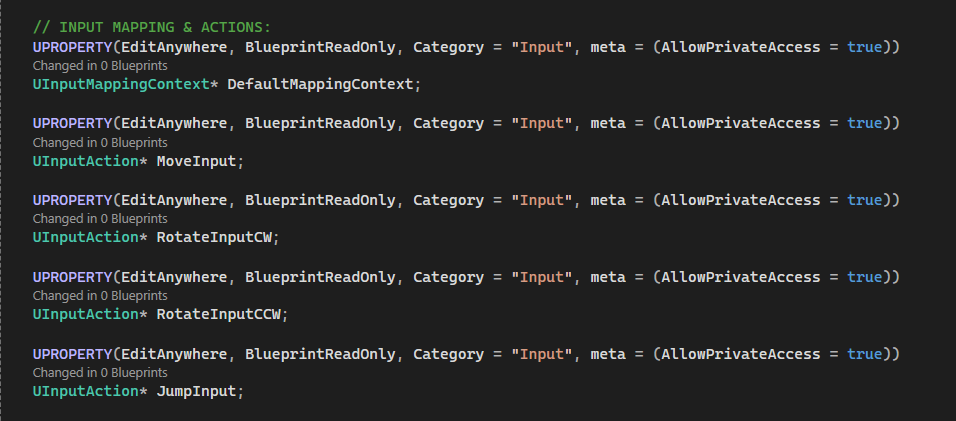 // INPUT MAPPING & ACTIONS:
UPROPERTY(EditAnywhere, BlueprintReadOnly, Category = "Input", meta = (AllowPrivateAccess = true))
Changed in 0 Blueprints
UInputMappingContext* DefaultMappingContext;
UPROPERTY(EditAnywhere, BlueprintReadOnly, Category = "Input", meta = (AllowPrivateAccess = true))
Changed in 0 Blueprints
UInputAction* MoveInput;
UPROPERTY(EditAnywhere, BlueprintReadOnly, Category = "Input", meta = (AllowPrivateAccess = true))
Changed in 0 Blueprints
UInputAction* RotateInputCW;
UPROPERTY(EditAnywhere, BlueprintReadOnly, Category = "Input", meta = (AllowPrivateAccess = true))
Changed in 0 Blueprints
UInputAction* RotateInputCCW;
UPROPERTY(EditAnywhere, BlueprintReadOnly, Category = "Input", meta = (AllowPrivateAccess = true))
Changed in 0 Blueprints
UInputAction* JumpInput;